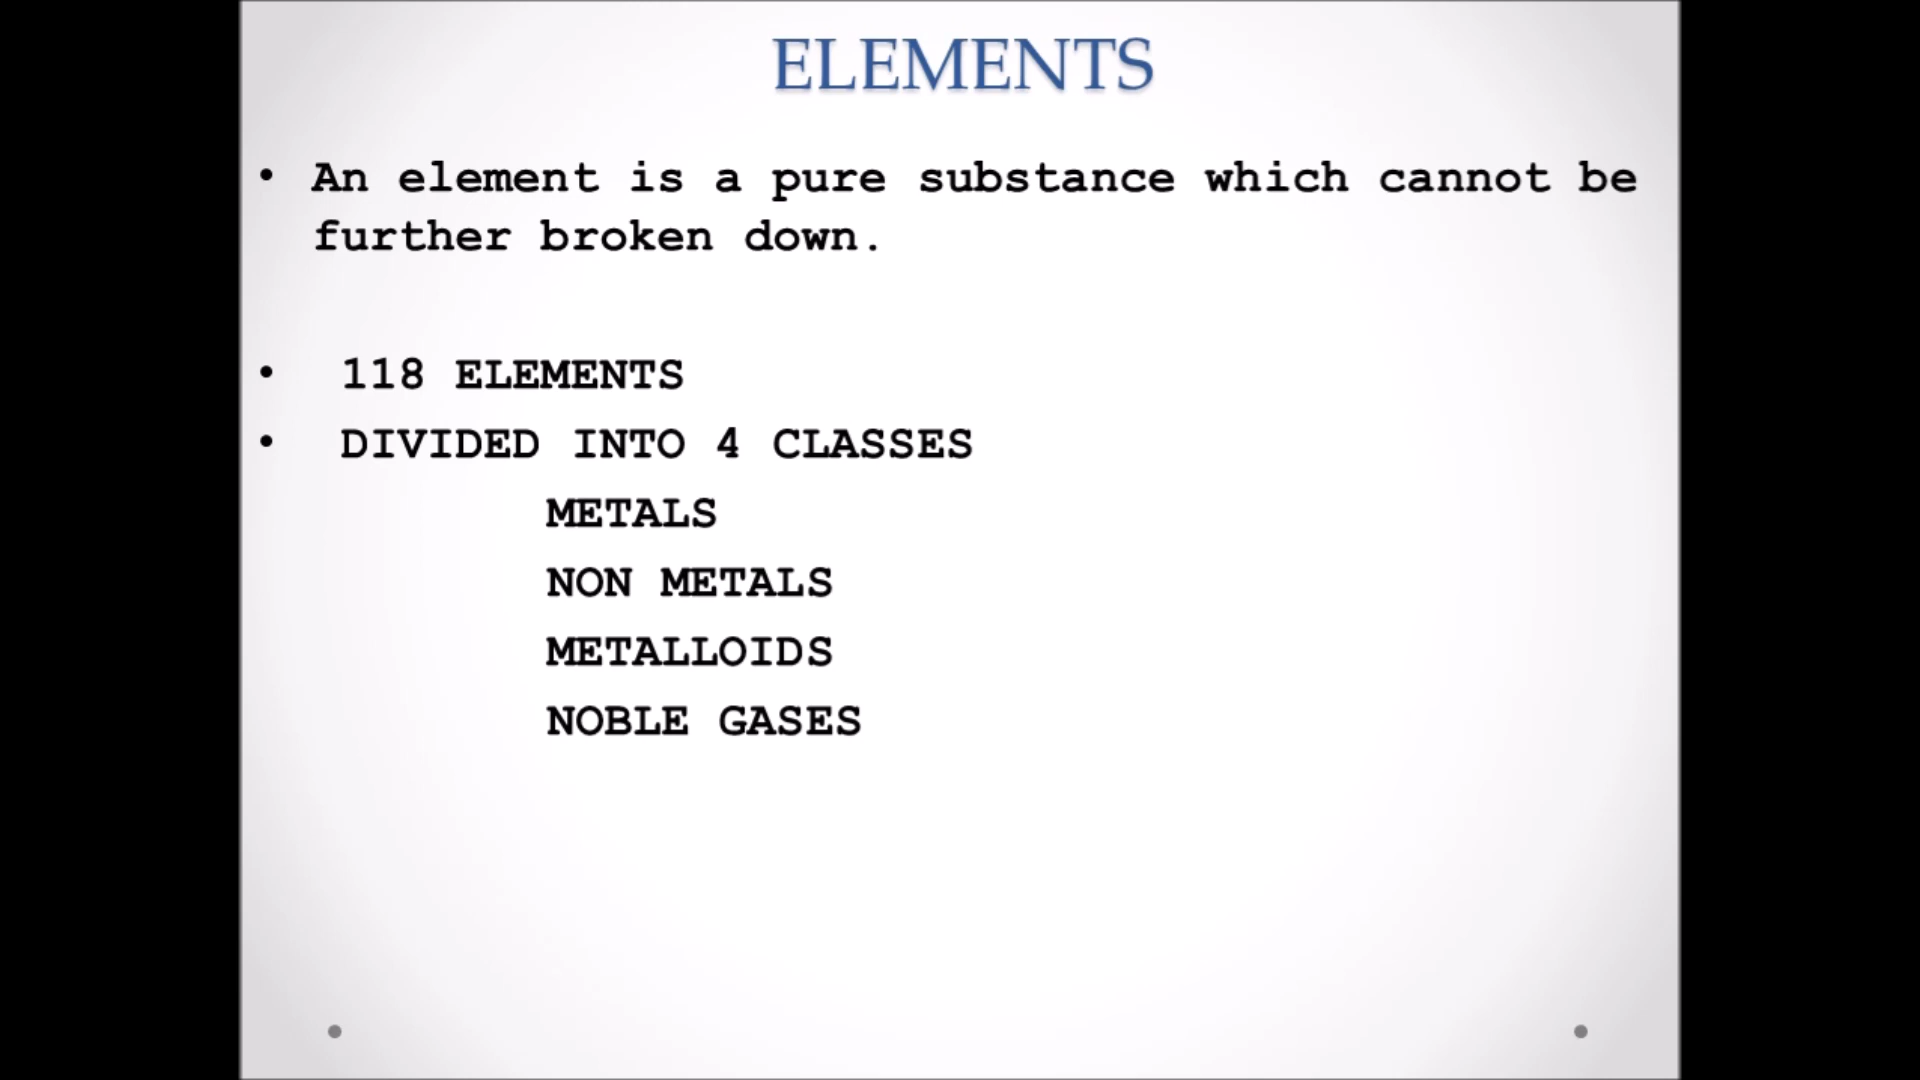 ELEMENTS
• An element is a pure substance which cannot be
further broken down.
• 118 ELEMENTS
• DIVIDED INTO 4 CLASSES
METALS
NON METALS
METALLOIDS
NOBLE GASES